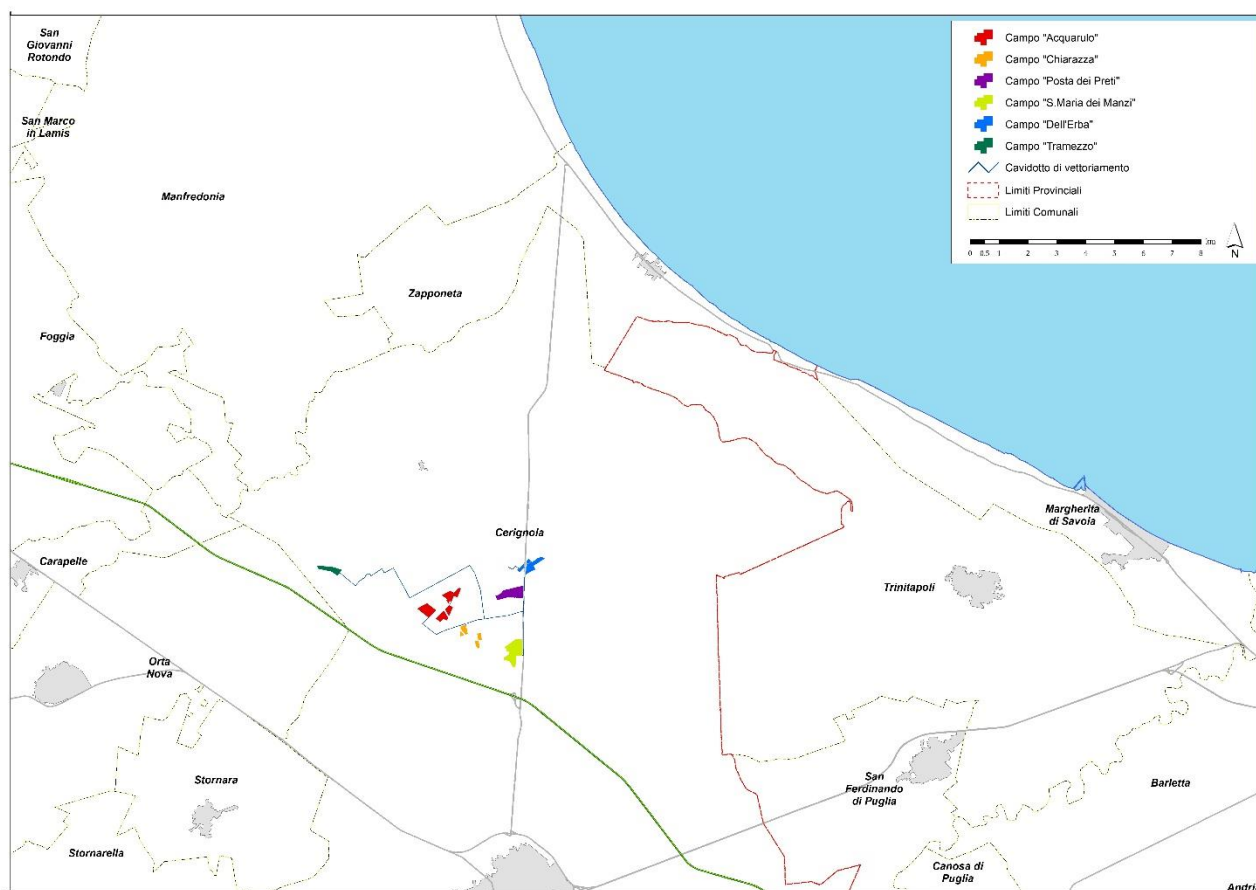 San
Giovanni
Rotondo
San Marco
in Lamis
Manfredonia
Zapponeta
Foggia
Cerignola
Carapelle
Orta
Nova
Stornara
Stornarella
Margherita
di Savoia
Trinitapoli
San
Ferdinando
di Puglia
Barletta
Canosa di
Puglia
Andri
Campo "Acquarulo"
Campo "Chiarazza"
Campo "Posta dei Preti"
Campo "S.Maria dei Manzi"
Campo "Dell'Erba"
Campo "Tramezzo"
Cavidotto di vettoriamento
Limiti Provinciali
Limiti Comunali
0 0.5 1 2 3 4 5 6 7 8 km
N